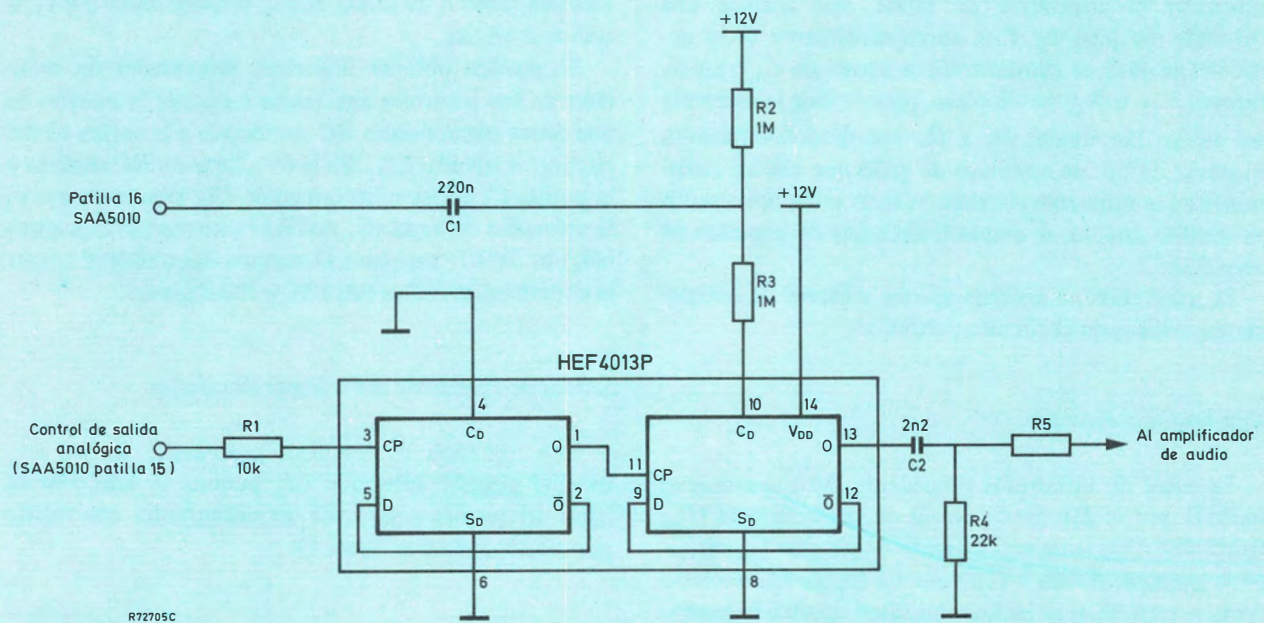 +12V
R2
1M
+12V
220n
Patilla 16
SAA5010
C1
R3
1M
HEF4013P
4
10
14
Control de salida
analógica
(SAA5010 patilla 15)
R1
10k
3
CP
CD
O
1
5
D
SD
Ō
2
6
11
CP
CD
VDD
O
13
9
D
SD
Ō
12
8
2n2
C2
R5
Al amplificador
de audio
R4
22k
R72705C